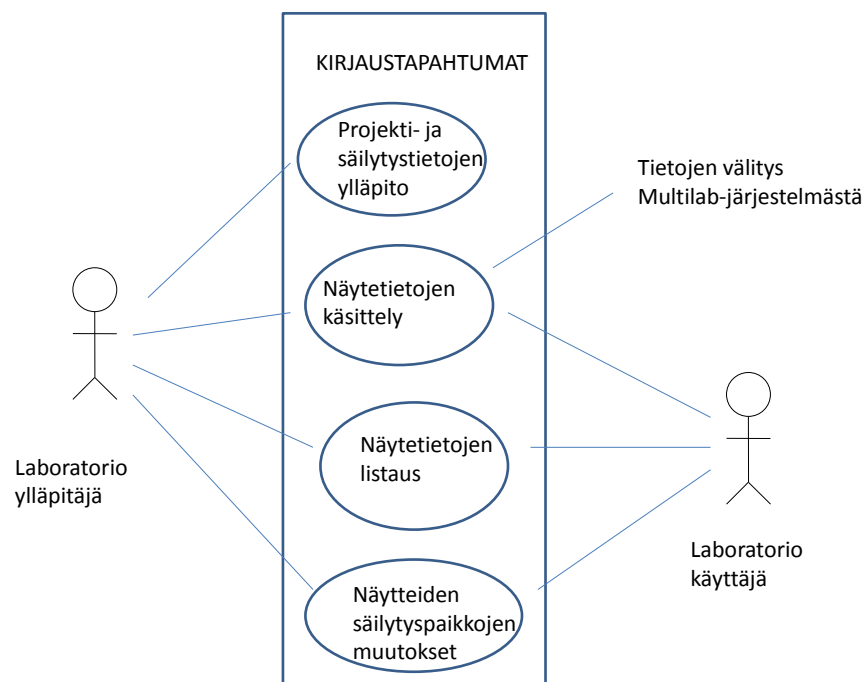 KIRJAUSTAPAHTUMAT
Projekti- ja
säilytystietojen
ylläpito
Tietojen välitys
Multilab-järjestelmästä
Näytetietojen
käsittely
Laboratorio
ylläpitäjä
Näytetietojen
listaus
Laboratorio
käyttäjä
Näytteiden
säilytyspaikkojen
muutokset